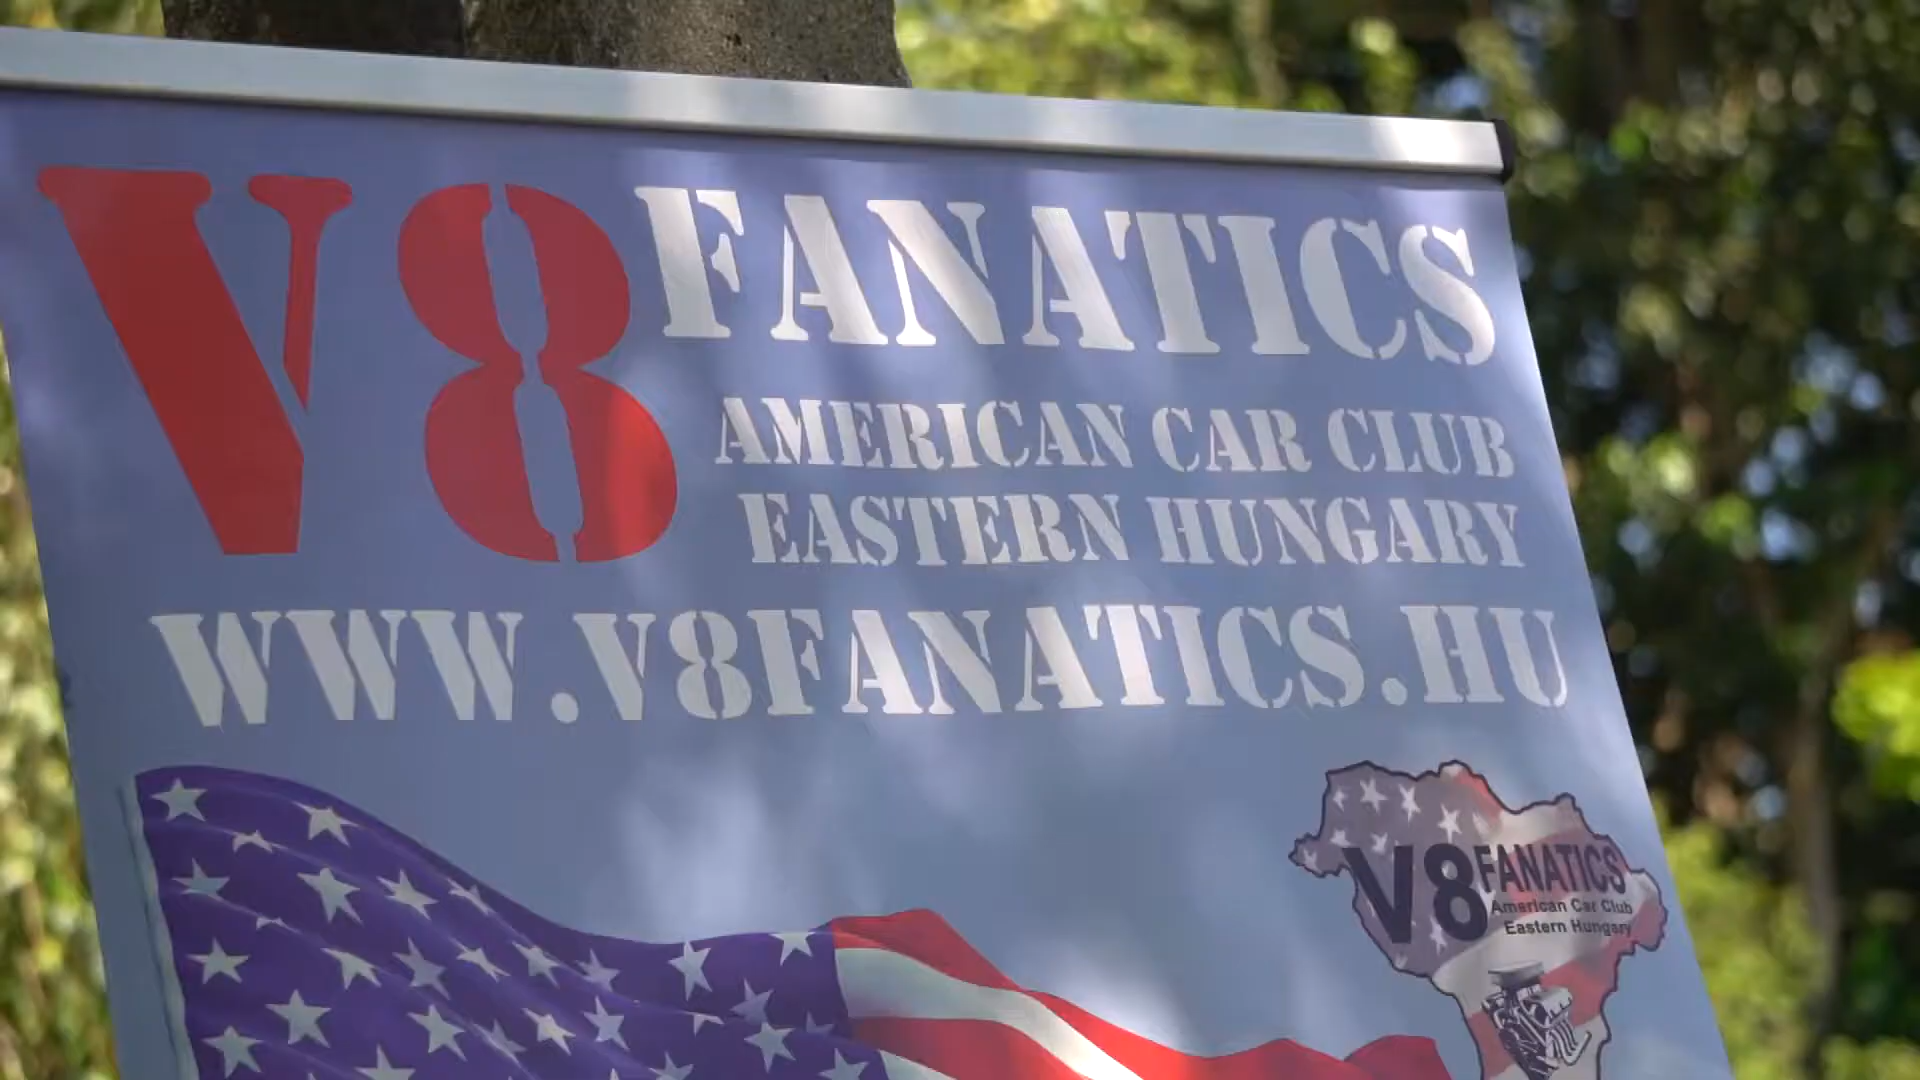 V8 FANATICS
AMERICAN CAR CLUB
EASTERN HUNGARY
WWW.V8FANATICS.HU
V8 FANATICS
American Car Club
Eastern Hungary